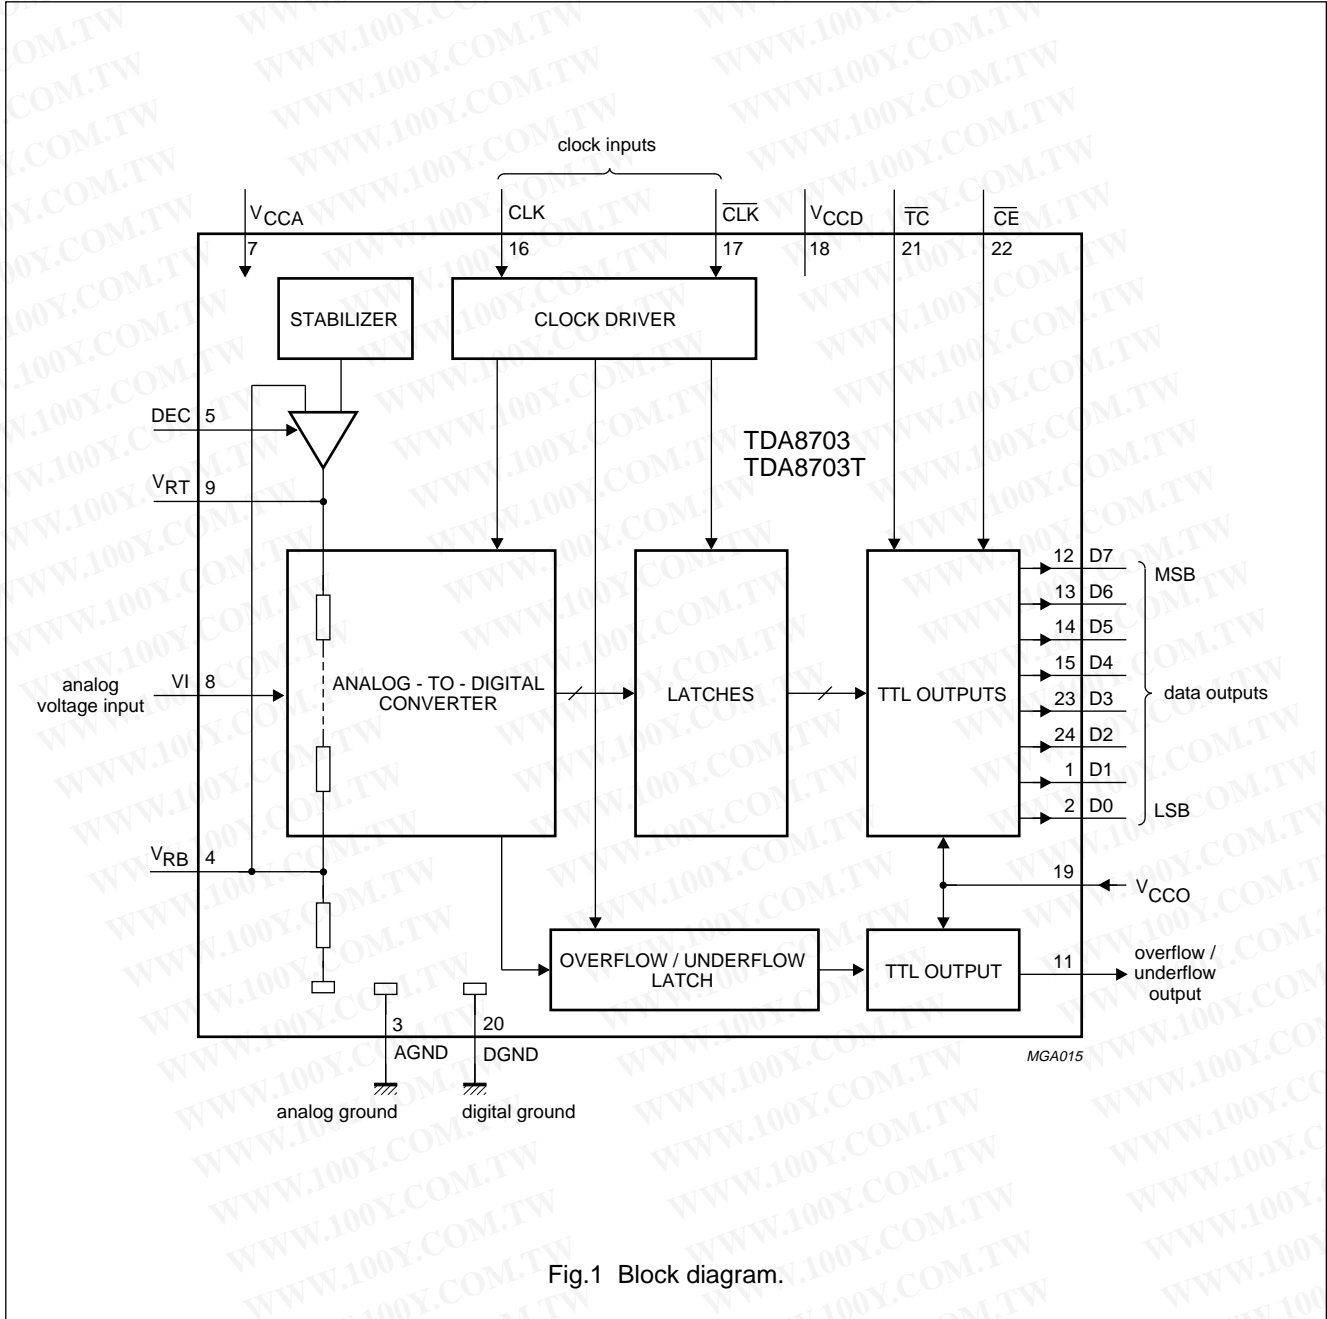 clock inputs
VCCA CLK C̅L̅K̅ VCCD T̅C̅ C̅E̅
7 16 17 18 21 22
STABILIZER CLOCK DRIVER
DEC 5
TDA8703
TDA8703T
VRT 9
12 D7 MSB
13 D6
14 D5
15 D4
analog
voltage input
VI 8
ANALOG - TO - DIGITAL
CONVERTER
LATCHES
TTL OUTPUTS
23 D3
data outputs
24 D2
1 D1
2 D0 LSB
VRB 4
19 VCCO
OVERFLOW / UNDERFLOW
LATCH
TTL OUTPUT
11
overflow /
underflow
output
3 20
AGND DGND
MGA015
analog ground digital ground
Fig.1 Block diagram.
WWW.100Y.COM.TW